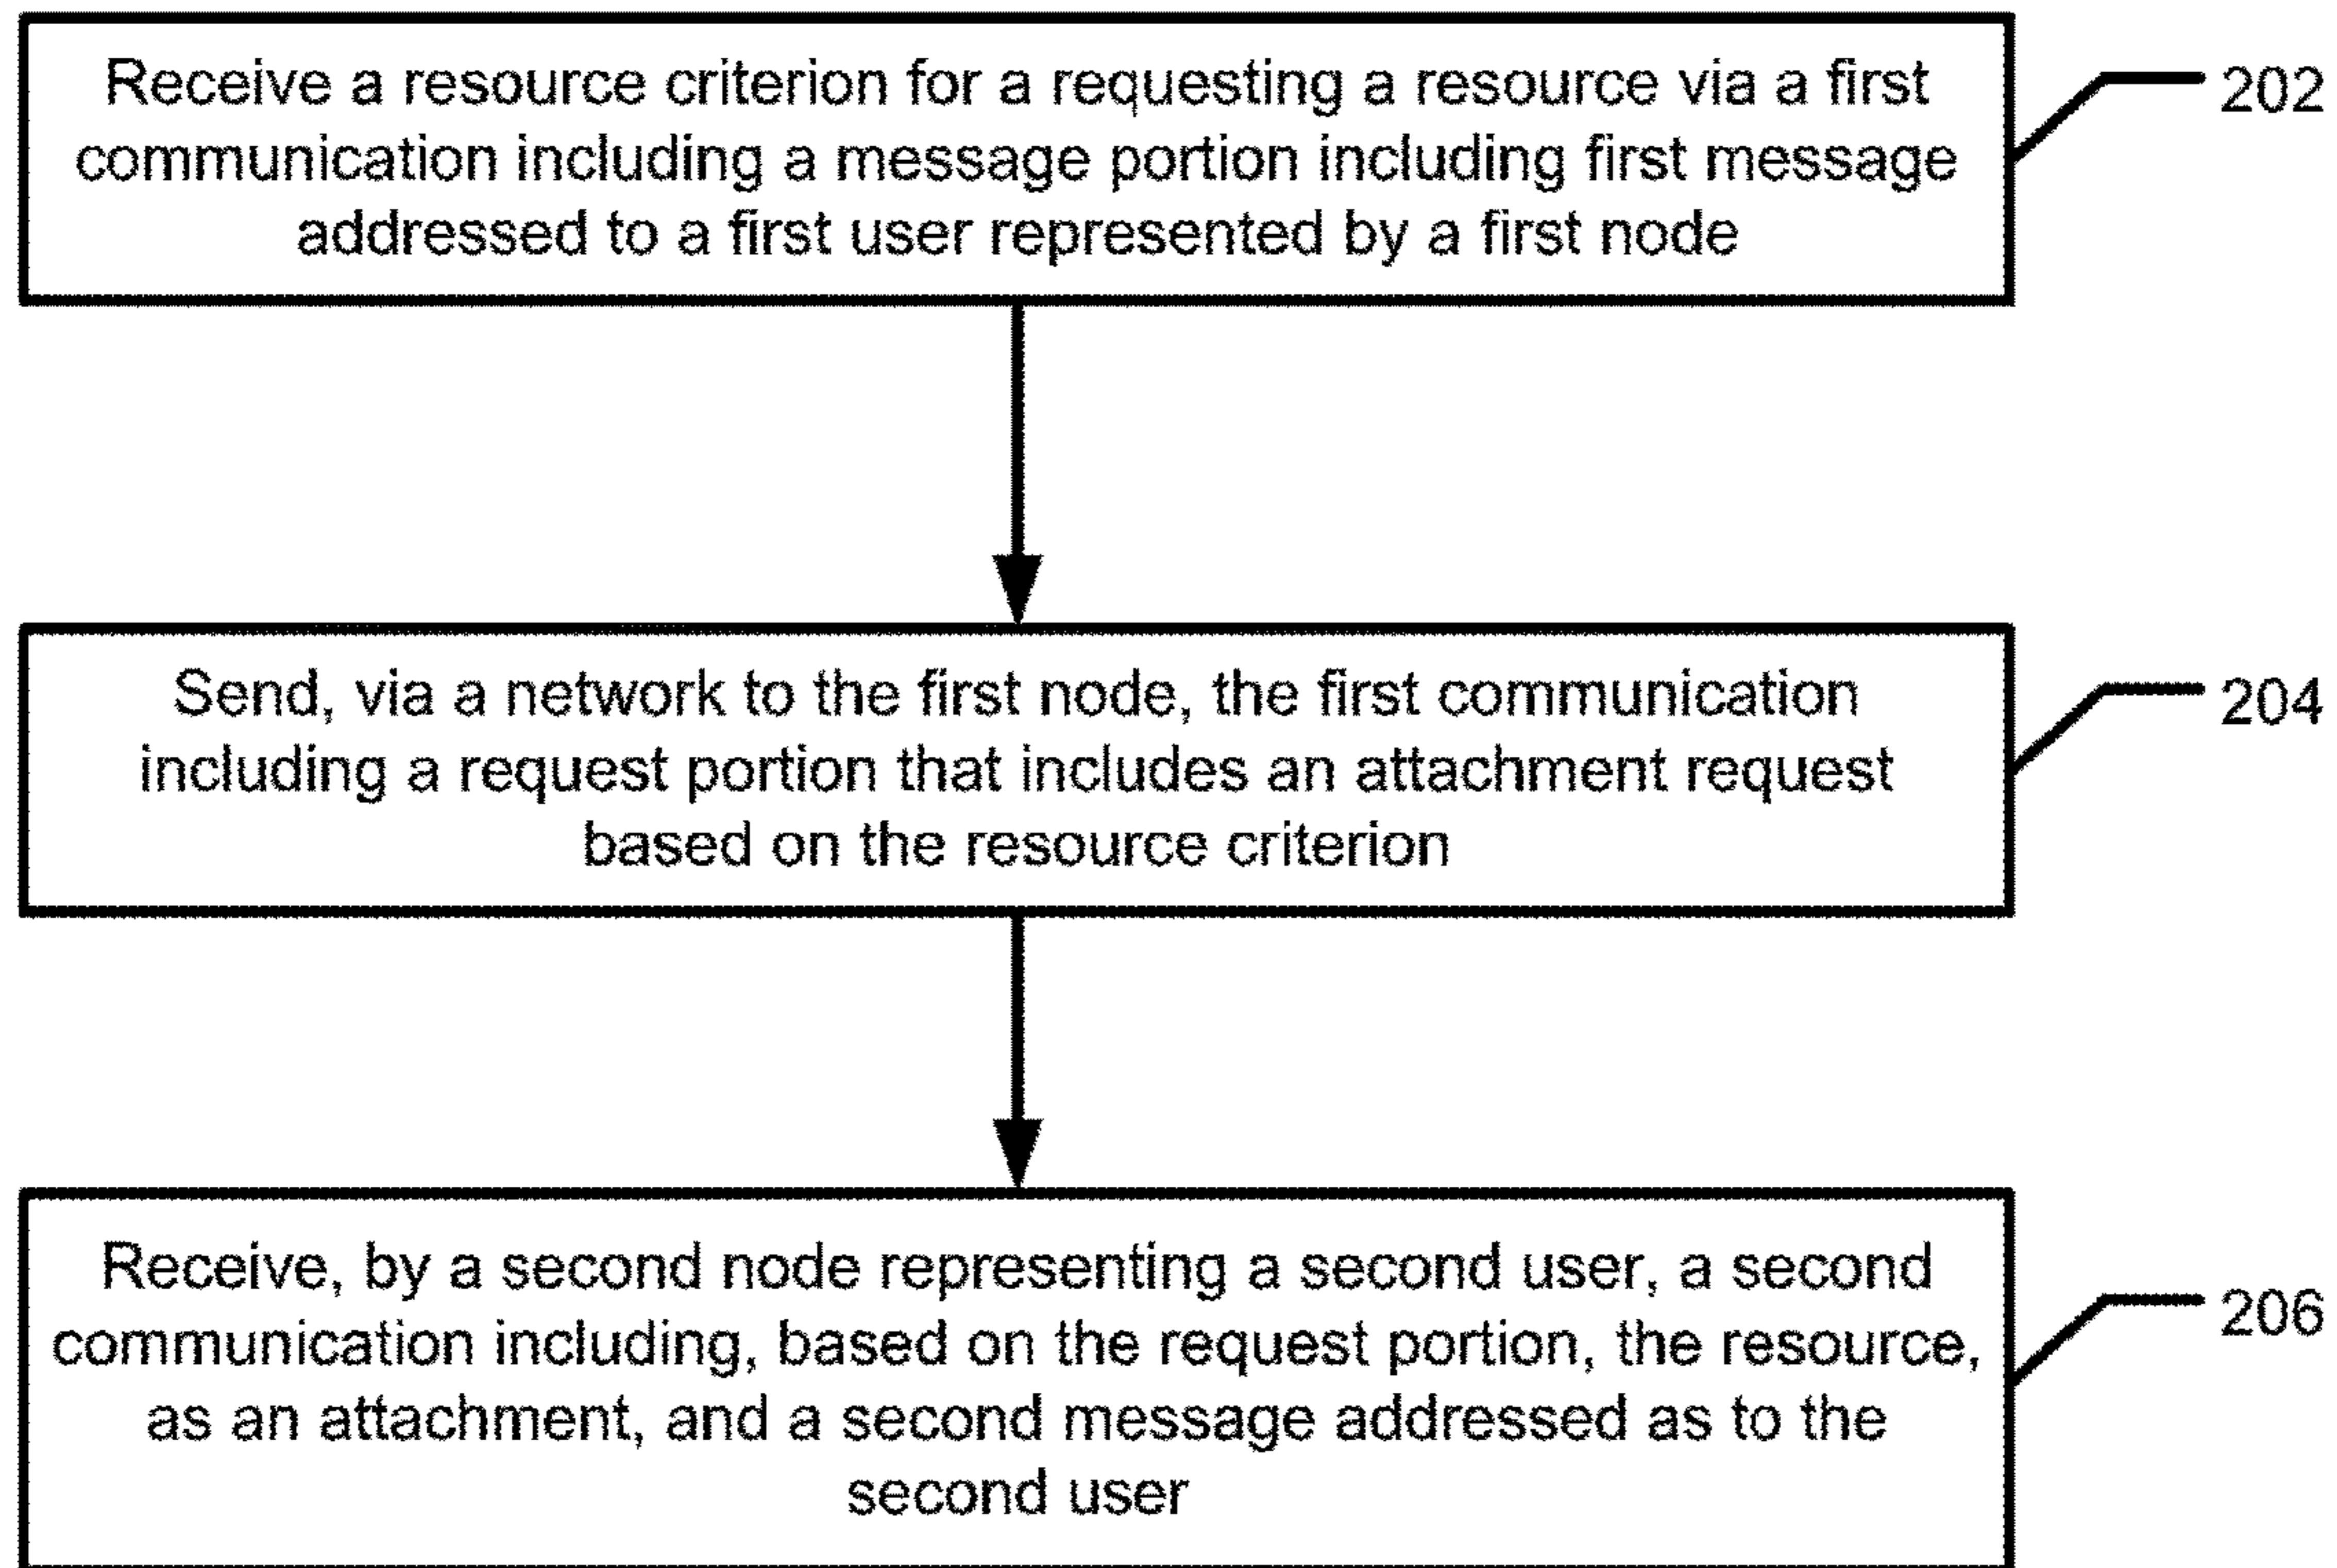 Receive a resource criterion for a requesting a resource via a first
communication including a message portion including first message
addressed to a first user represented by a first node
202
Send, via a network to the first node, the first communication
including a request portion that includes an attachment request
based on the resource criterion
204
Receive, by a second node representing a second user, a second
communication including, based on the request portion, the resource,
as an attachment, and a second message addressed as to the
second user
206